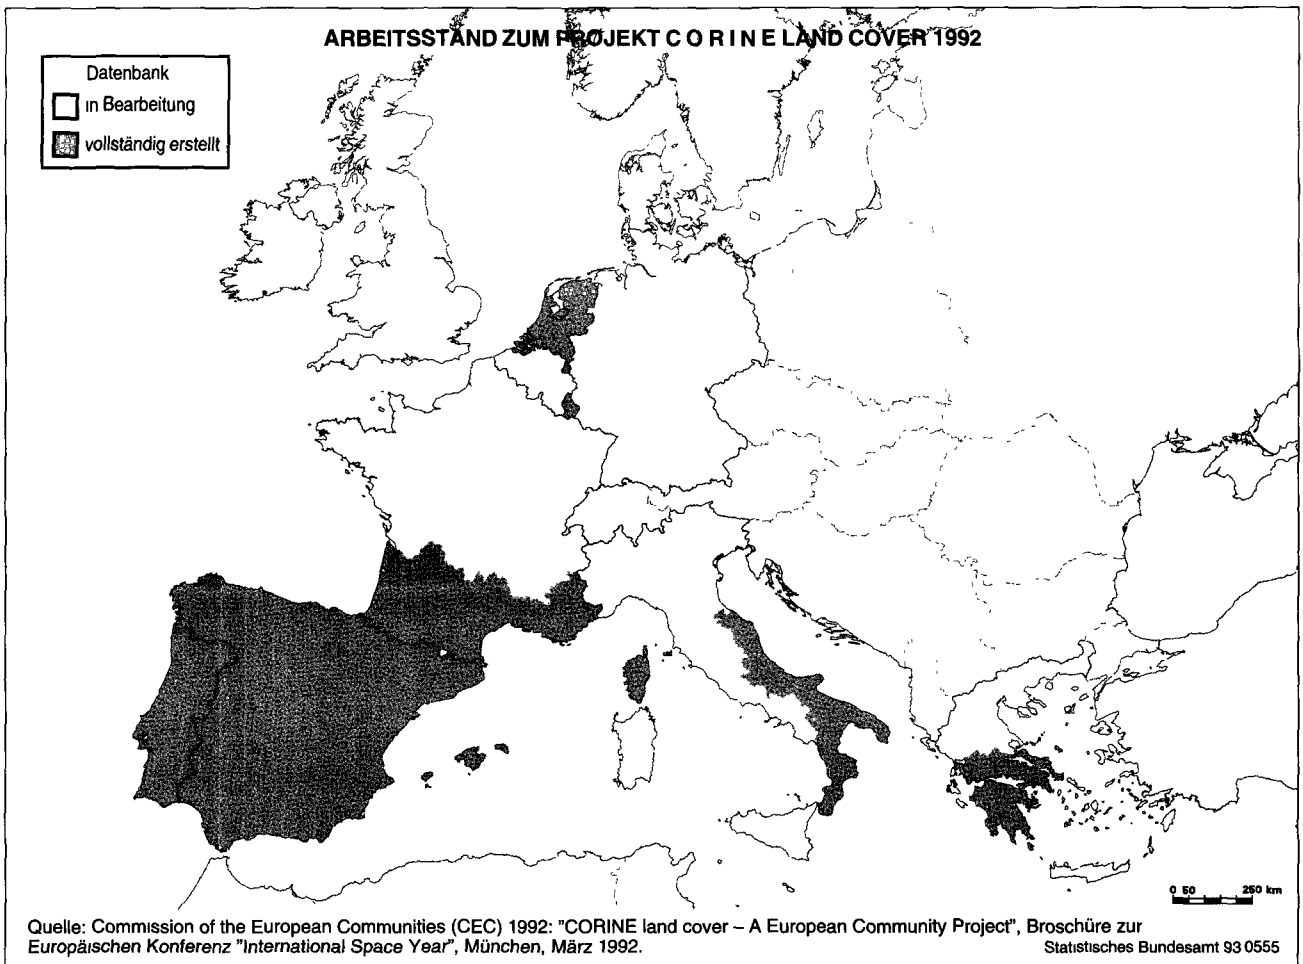 ARBEITSSTAND ZUM PROJEKT C O R I N E LAND COVER 1992
Datenbank
in Bearbeitung
vollständig erstellt
0 50 250 km
Quelle: Commission of the European Communities (CEC) 1992: "CORINE land cover – A European Community Project", Broschüre zur
Europäischen Konferenz "International Space Year", München, März 1992.
Statistisches Bundesamt 93 0555